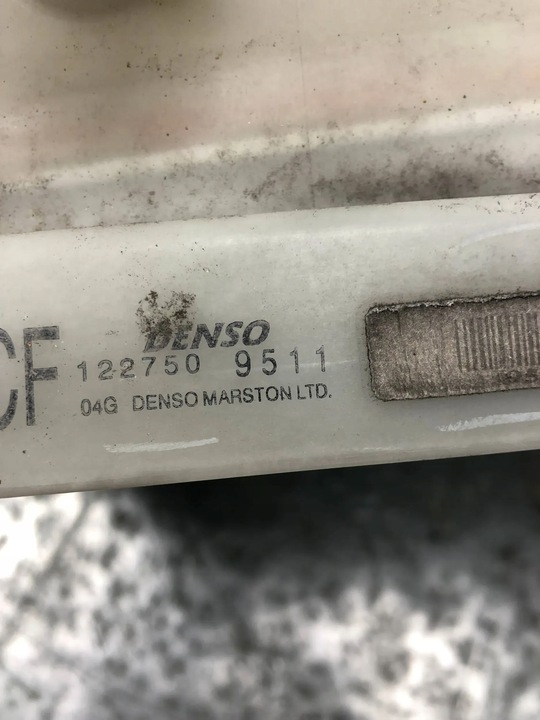 CF
DENSO
122750 9511
04G DENSO MARSTON LTD.